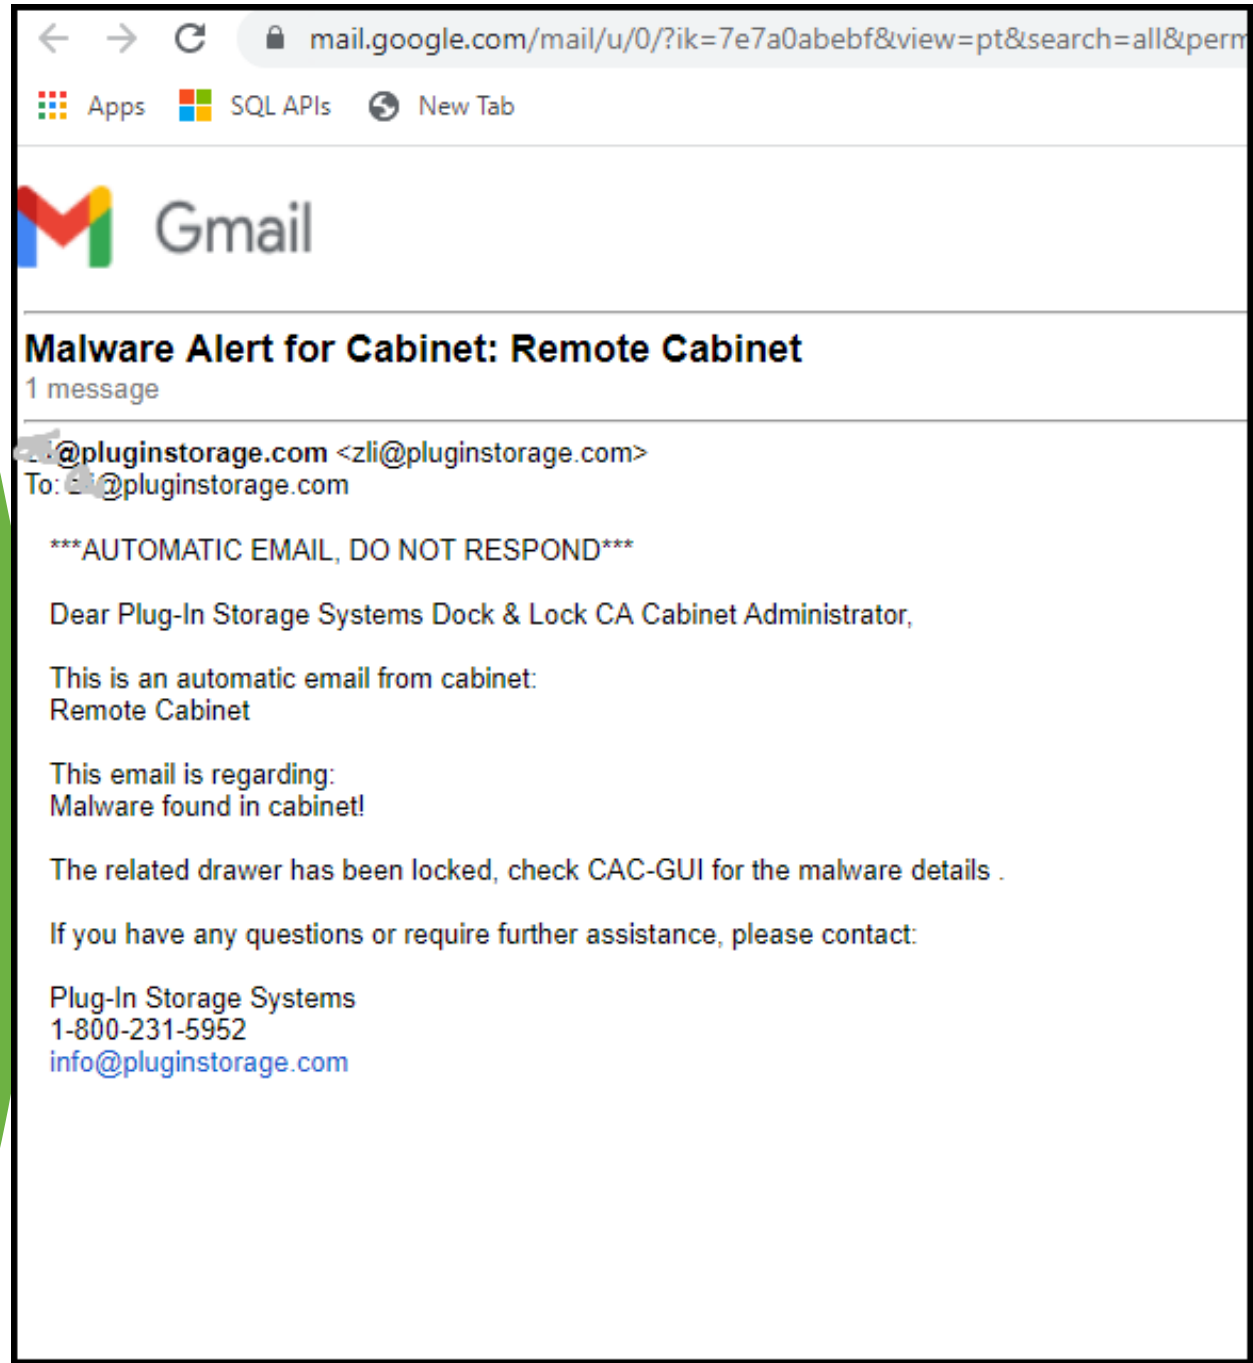 mail.google.com/mail/u/0/?ik=7e7a0abebf&view=pt&search=all&perm
Apps SQL APIs New Tab
Gmail
Malware Alert for Cabinet: Remote Cabinet
1 message
@pluginstorage.com <zli@pluginstorage.com>
To: @pluginstorage.com
***AUTOMATIC EMAIL, DO NOT RESPOND***
Dear Plug-In Storage Systems Dock & Lock CA Cabinet Administrator,
This is an automatic email from cabinet:
Remote Cabinet
This email is regarding:
Malware found in cabinet!
The related drawer has been locked, check CAC-GUI for the malware details .
If you have any questions or require further assistance, please contact:
Plug-In Storage Systems
1-800-231-5952
info@pluginstorage.com